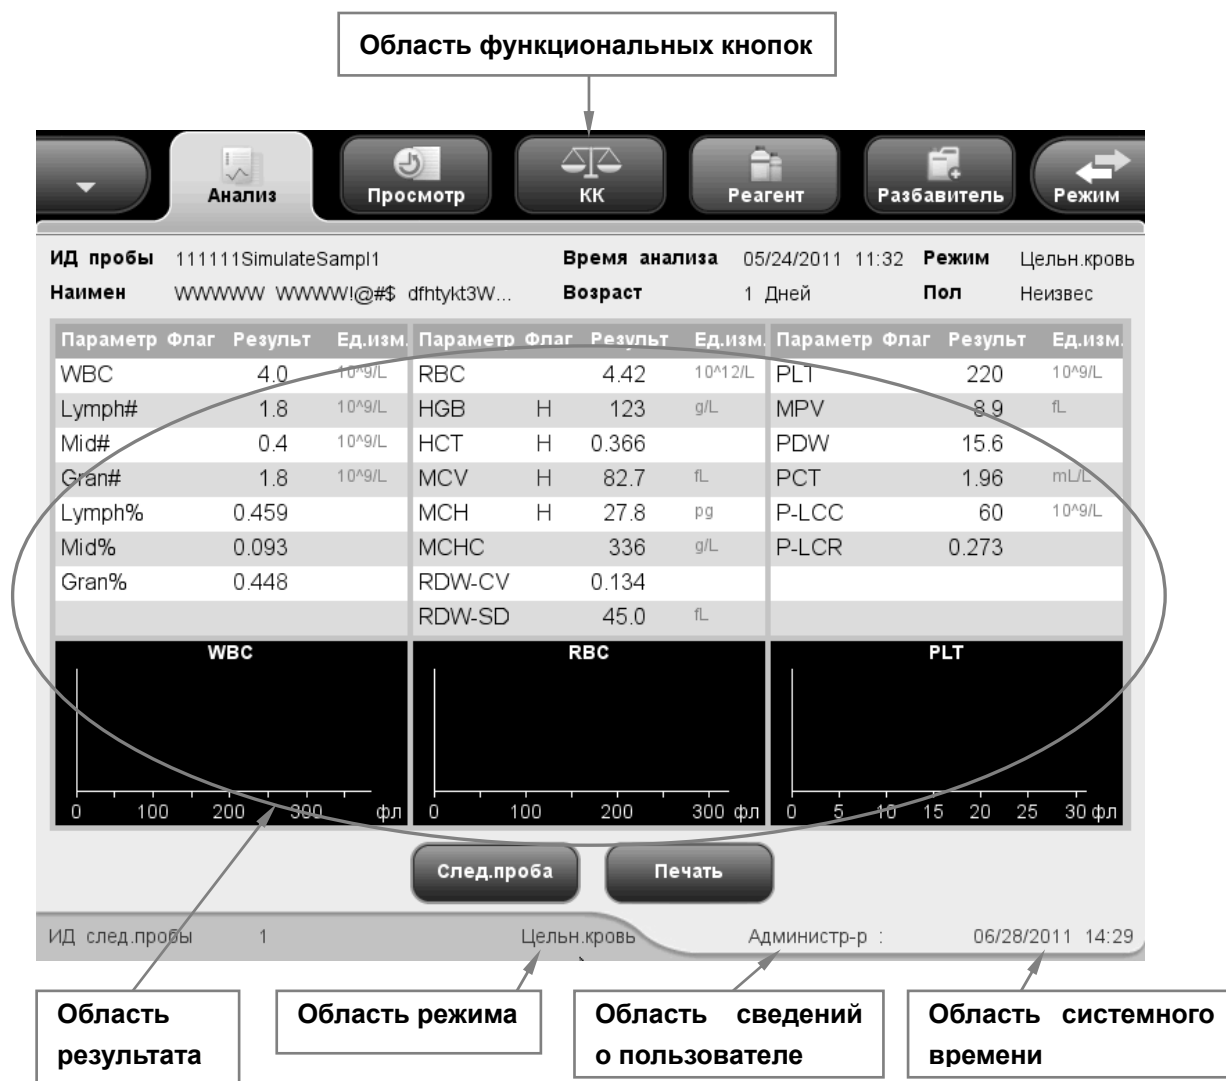 Область функциональных кнопок
Анализ Просмотр КК Реагент Разбавитель Режим
ИД пробы 111111SimulateSampl1 Время анализа 05/24/2011 11:32 Режим Цельн.кровь
Наимен WWWWW WWWW!@#$ dfhtykt3W... Возраст 1 Дней Пол Неизвес
Параметр Флаг Результ Ед.изм. Параметр Флаг Результ Ед.изм. Параметр Флаг Результ Ед.изм.
WBC 4.0 10^9/L RBC 4.42 10^12/L PLT 220 10^9/L
Lymph# 1.8 10^9/L HGB H 123 g/L MPV 8.9 fL
Mid# 0.4 10^9/L HCT H 0.366 PDW 15.6
Gran# 1.8 10^9/L MCV H 82.7 fL PCT 1.96 mL/L
Lymph% 0.459 MCH H 27.8 pg P-LCC 60 10^9/L
Mid% 0.093 MCHC 336 g/L P-LCR 0.273
Gran% 0.448 RDW-CV 0.134
RDW-SD 45.0 fL
WBC RBC PLT
0 100 200 300 фл 0 100 200 300 фл 0 5 10 15 20 25 30 фл
След.проба Печать
ИД след.пробы 1 Цельн.кровь Администр-р : 06/28/2011 14:29
Область результата
Область режима
Область сведений о пользователе
Область системного времени